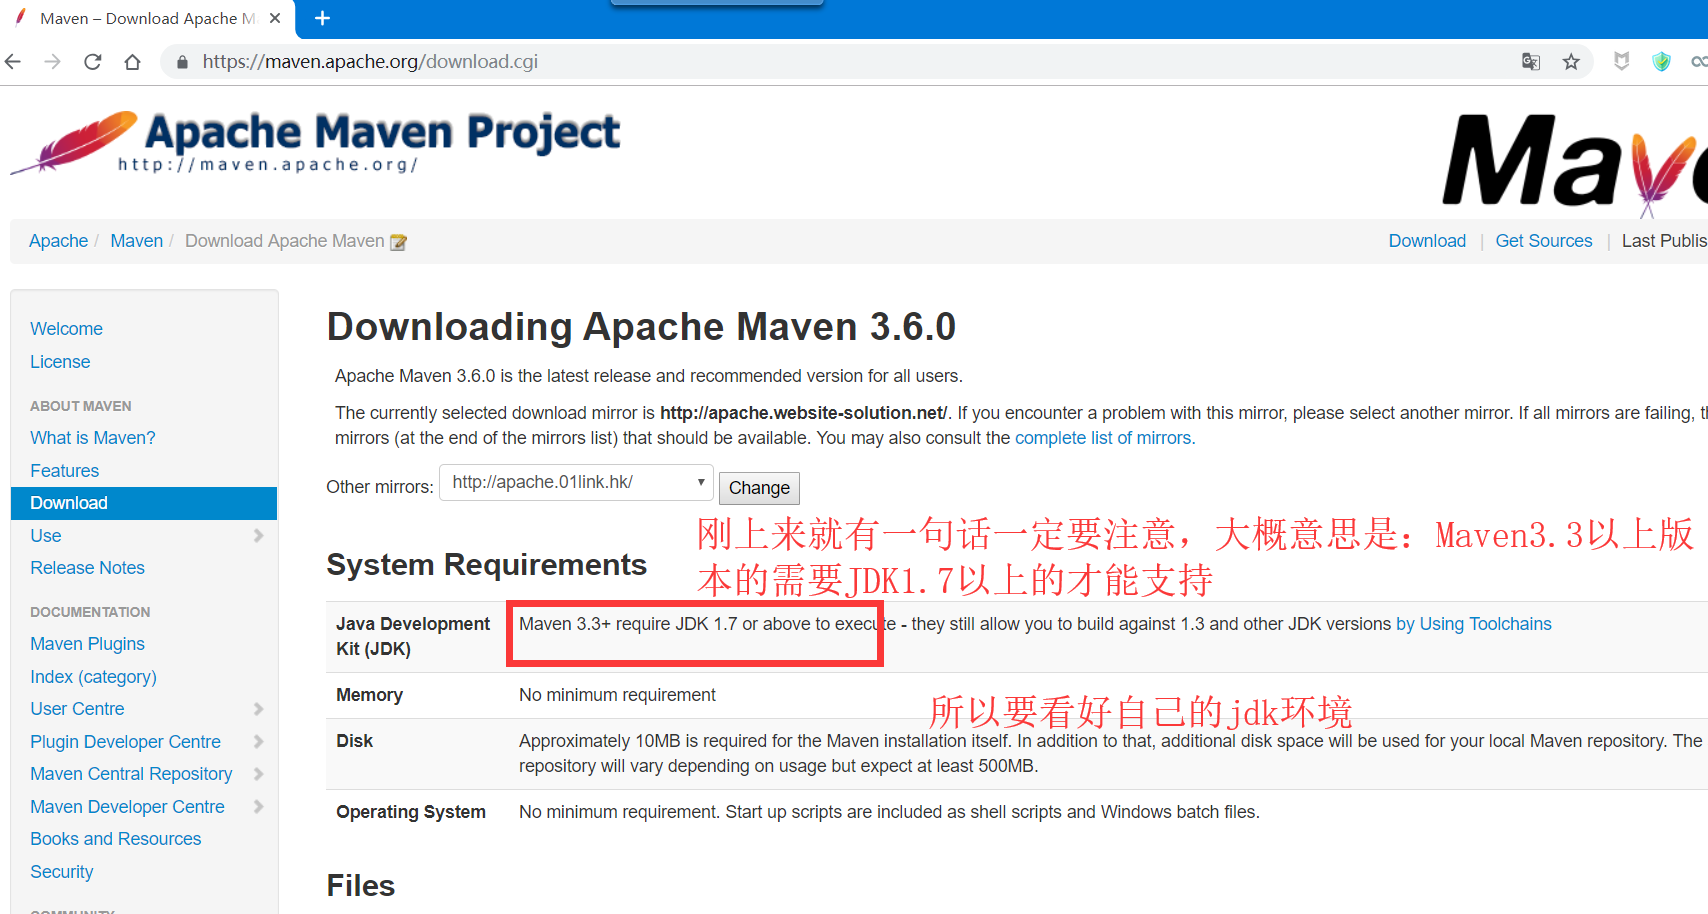 Maven – Download Apache M
https://maven.apache.org/download.cgi
Apache Maven Project
http://maven.apache.org/
Apache / Maven / Download Apache Maven
Download | Get Sources | Last Publis
Welcome
License
ABOUT MAVEN
What is Maven?
Features
Download
Use
Release Notes
DOCUMENTATION
Maven Plugins
Index (category)
User Centre
Plugin Developer Centre
Maven Central Repository
Maven Developer Centre
Books and Resources
Security
COMMUNITY
Downloading Apache Maven 3.6.0
Apache Maven 3.6.0 is the latest release and recommended version for all users.
The currently selected download mirror is http://apache.website-solution.net/. If you encounter a problem with this mirror, please select another mirror. If all mirrors are failing,
mirrors (at the end of the mirrors list) that should be available. You may also consult the complete list of mirrors.
Other mirrors: http://apache.01link.hk/ Change
刚上来就有一句话一定要注意，大概意思是：Maven3.3以上版
本的需要JDK1.7以上的才能支持
System Requirements
Java Development
Kit (JDK)
Maven 3.3+ require JDK 1.7 or above to execute - they still allow you to build against 1.3 and other JDK versions by Using Toolchains
Memory
No minimum requirement
所以要看好自己的jdk环境
Disk
Approximately 10MB is required for the Maven installation itself. In addition to that, additional disk space will be used for your local Maven repository. The
repository will vary depending on usage but expect at least 500MB.
Operating System
No minimum requirement. Start up scripts are included as shell scripts and Windows batch files.
Files